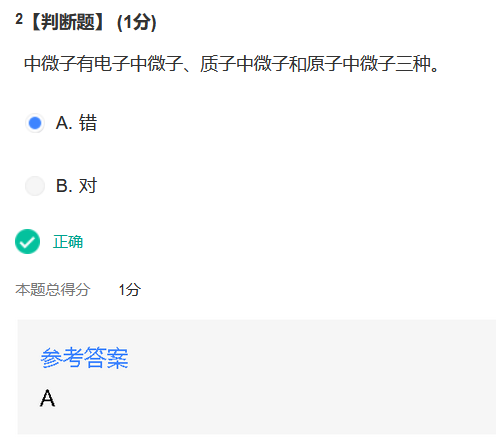 2【判断题】 (1分)
中微子有电子中微子、质子中微子和原子中微子三种。
A. 错
B. 对
正确
本题总得分 1分
参考答案
A